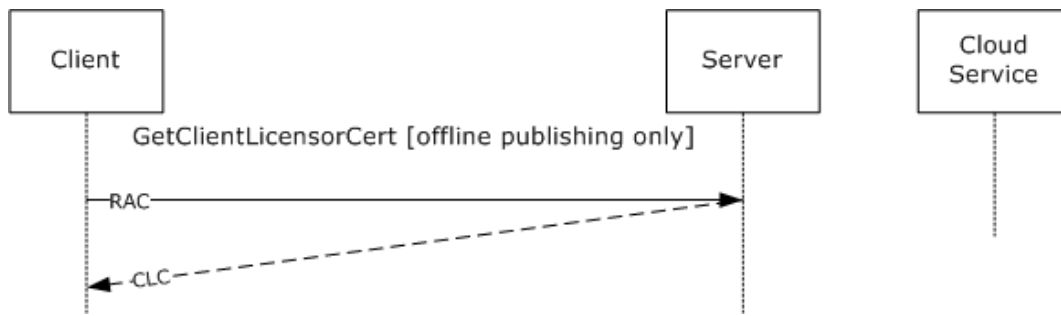 Client
Server
Cloud
Service
GetClientLicensorCert [offline publishing only]
RAC
CLC